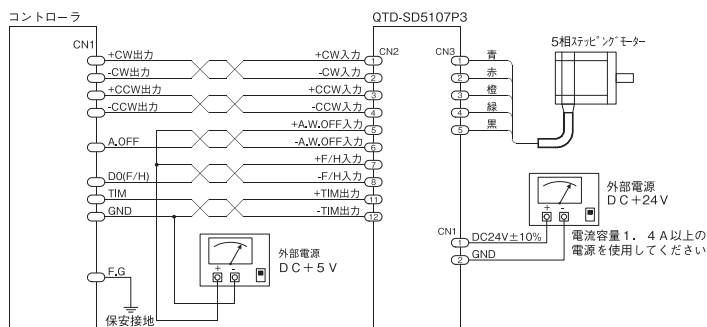 コントローラ
CN1
+CW出力
-CW出力
+CCW出力
-CCW出力
A.OFF
D0(F/H)
TIM
GND
F.G
保安接地
外部電源
DC+5V
+ -
QTD-SD5107P3
CN2
+CW入力 1
-CW入力 2
+CCW入力 3
-CCW入力 4
+A.W.OFF入力 5
-A.W.OFF入力 6
+F/H入力 7
-F/H入力 8
+TIM出力 11
-TIM出力 12
CN3
1 青
2 赤
3 橙
4 緑
5 黒
5相ステッピングモーター
CN1
1 DC24V±10%
2 GND
+ -
外部電源
DC+24V
電流容量1.4A以上の
電源を使用してください